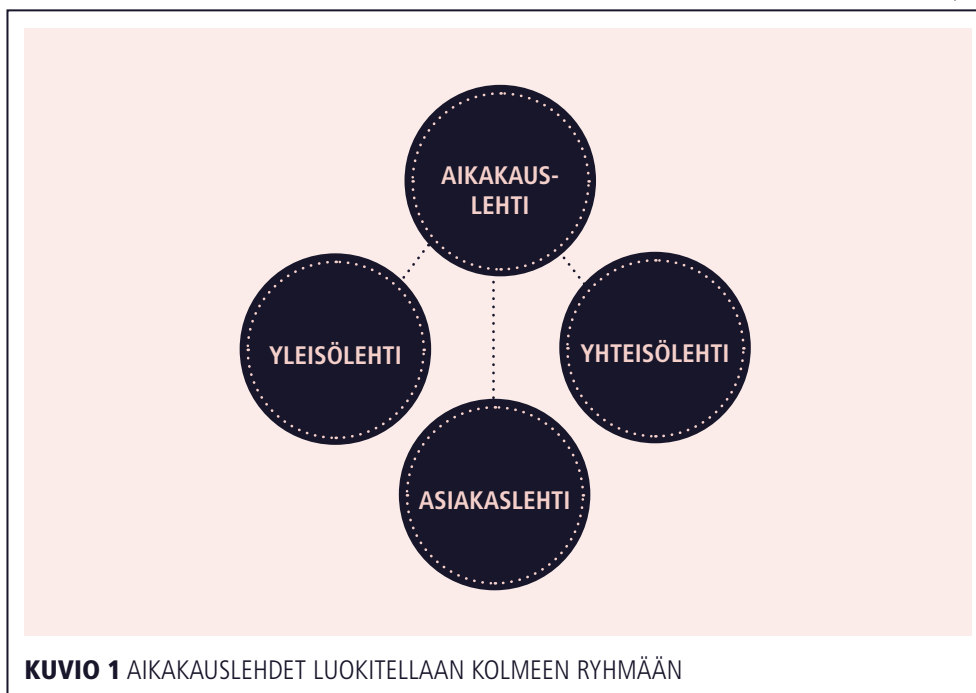 AIKAKAUS-
LEHTI
YLEISÖLEHTI
YHTEISÖLEHTI
ASIAKASLEHTI
KUVIO 1 AIKAKAUSLEHDET LUOKITELLAAN KOLMEEN RYHMÄÄN